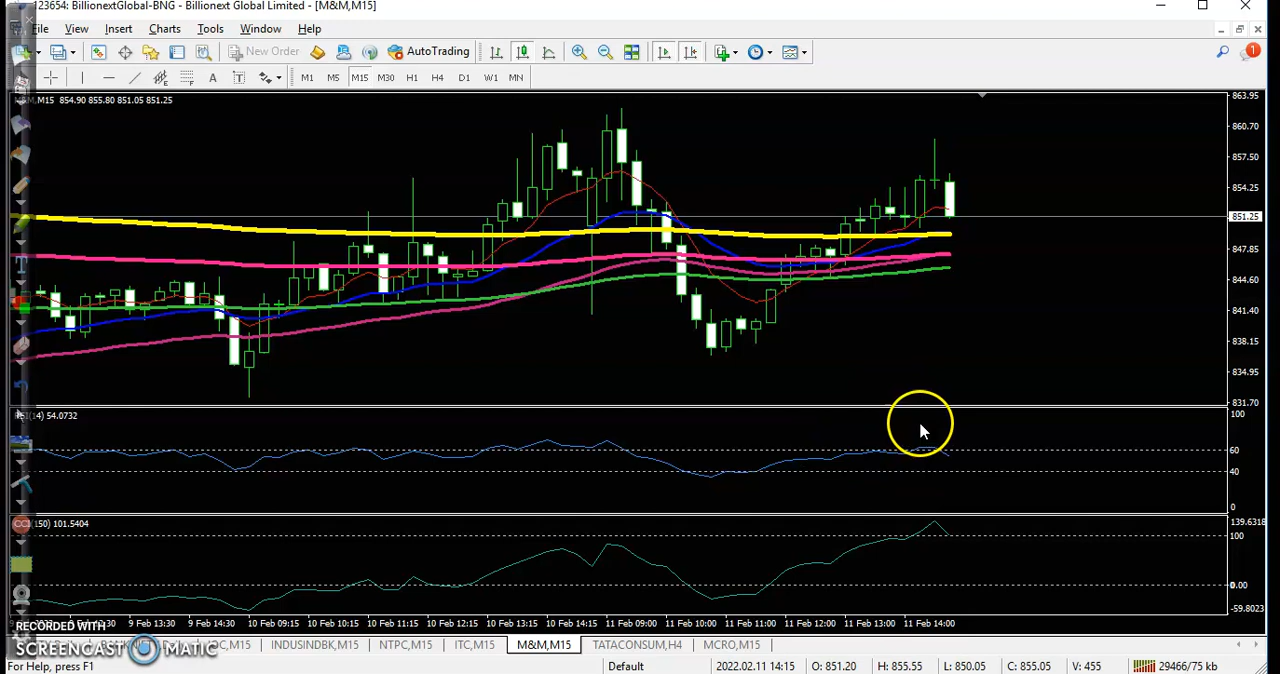 123654: BillionextGlobal-BNG - Billionext Global Limited - [M&M,M15]
File View Insert Charts Tools Window Help
New Order AutoTrading
A T M1 M5 M15 M30 H1 H4 D1 W1 MN
M&M,M15 854.90 855.80 851.05 851.25
863.95
860.70
857.50
854.25
851.25
847.85
844.60
841.40
838.15
834.95
831.70
RSI(14) 54.0732
100
60
40
0
CCI(150) 101.5404
139.6318
100
0.00
-59.8023
9 Feb 13:30 9 Feb 14:30 10 Feb 09:15 10 Feb 10:15 10 Feb 11:15 10 Feb 12:15 10 Feb 13:15 10 Feb 14:15 11 Feb 09:00 11 Feb 10:00 11 Feb 11:00 11 Feb 12:00 11 Feb 13:00 11 Feb 14:00
RECORDED WITH
SCREENCAST MATIC
INDUSINDBK,M15 NTPC,M15 ITC,M15 M&M,M15 TATACONSUM,H4 MCRO,M15
For Help, press F1 Default 2022.02.11 14:15 O: 851.20 H: 855.55 L: 850.05 C: 855.05 V: 455 29466/75 kb